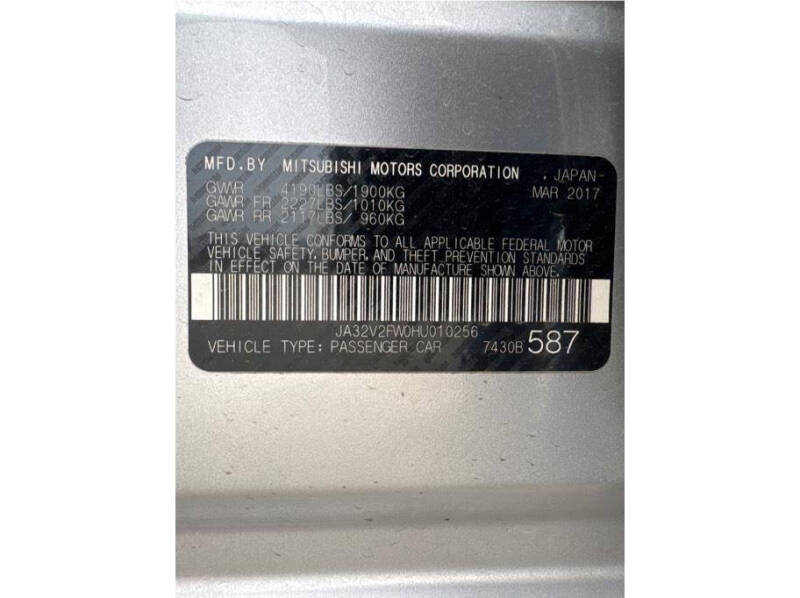 MFD.BY MITSUBISHI MOTORS CORPORATION . JAPAN-
GVWR 4190LBS/1900KG MAR 2017
GAWR FR 2227LBS/1010KG
GAWR RR 2117LBS/ 960KG
THIS VEHICLE CONFORMS TO ALL APPLICABLE FEDERAL MOTOR
VEHICLE SAFETY, BUMPER, AND THEFT PREVENTION STANDARDS
IN EFFECT ON THE DATE OF MANUFACTURE SHOWN ABOVE.
JA32V2FW0HU010256
VEHICLE TYPE: PASSENGER CAR 7430B 587